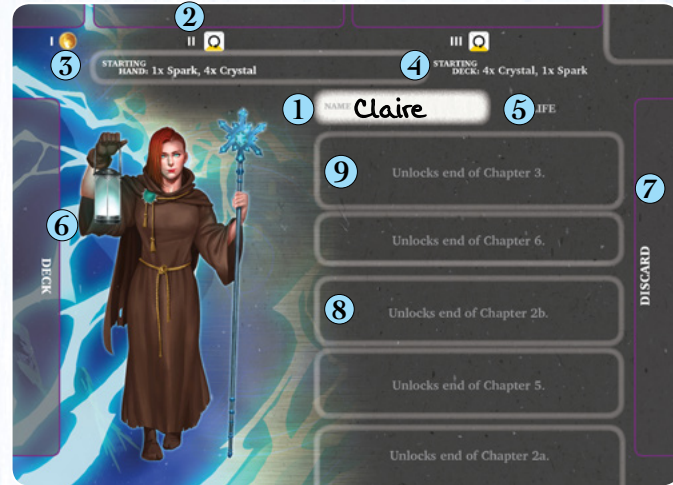 2
I II III
3 STARTING HAND: 1x Spark, 4x Crystal 4 STARTING DECK: 4x Crystal, 1x Spark
1 NAME Claire 5 LIFE
9 Unlocks end of Chapter 3.
7
6 Unlocks end of Chapter 6.
DECK
DISCARD
8 Unlocks end of Chapter 2b.
Unlocks end of Chapter 5.
Unlocks end of Chapter 2a.